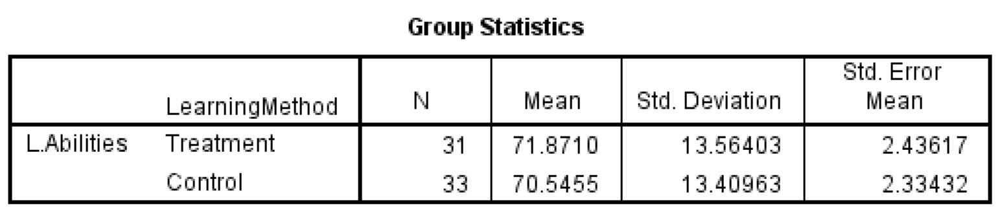 Group Statistics
LearningMethod N Mean Std. Deviation Std. Error Mean
L.Abilities Treatment 31 71.8710 13.56403 2.43617
Control 33 70.5455 13.40963 2.33432